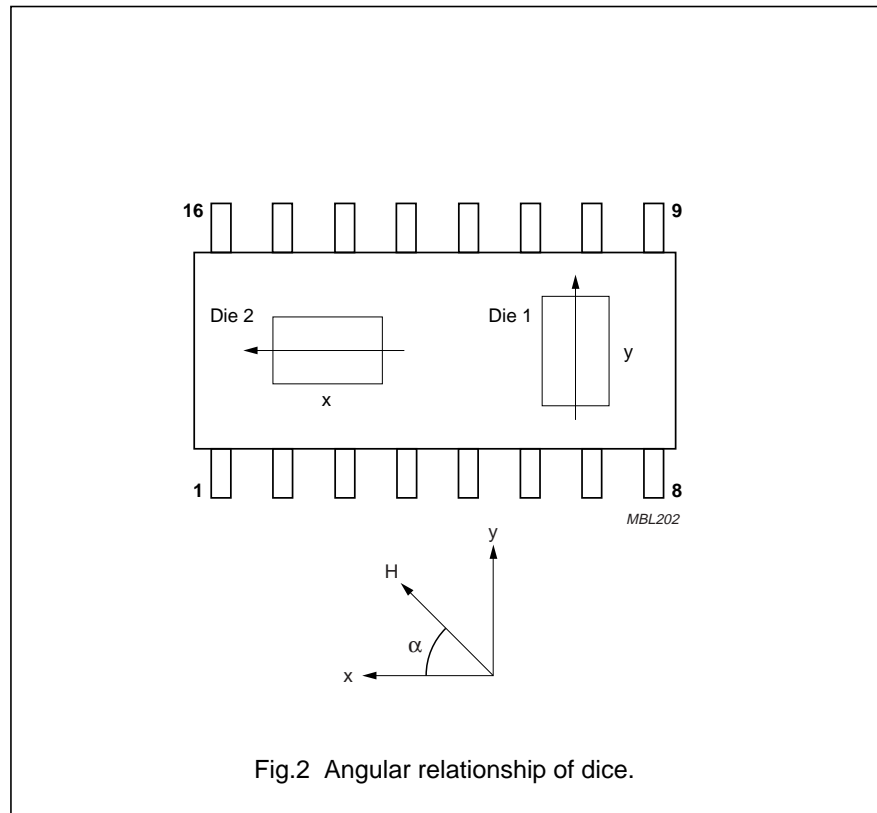 16 9
Die 2 Die 1
y
x
1 8
MBL202
y
H
α
x
Fig.2 Angular relationship of dice.